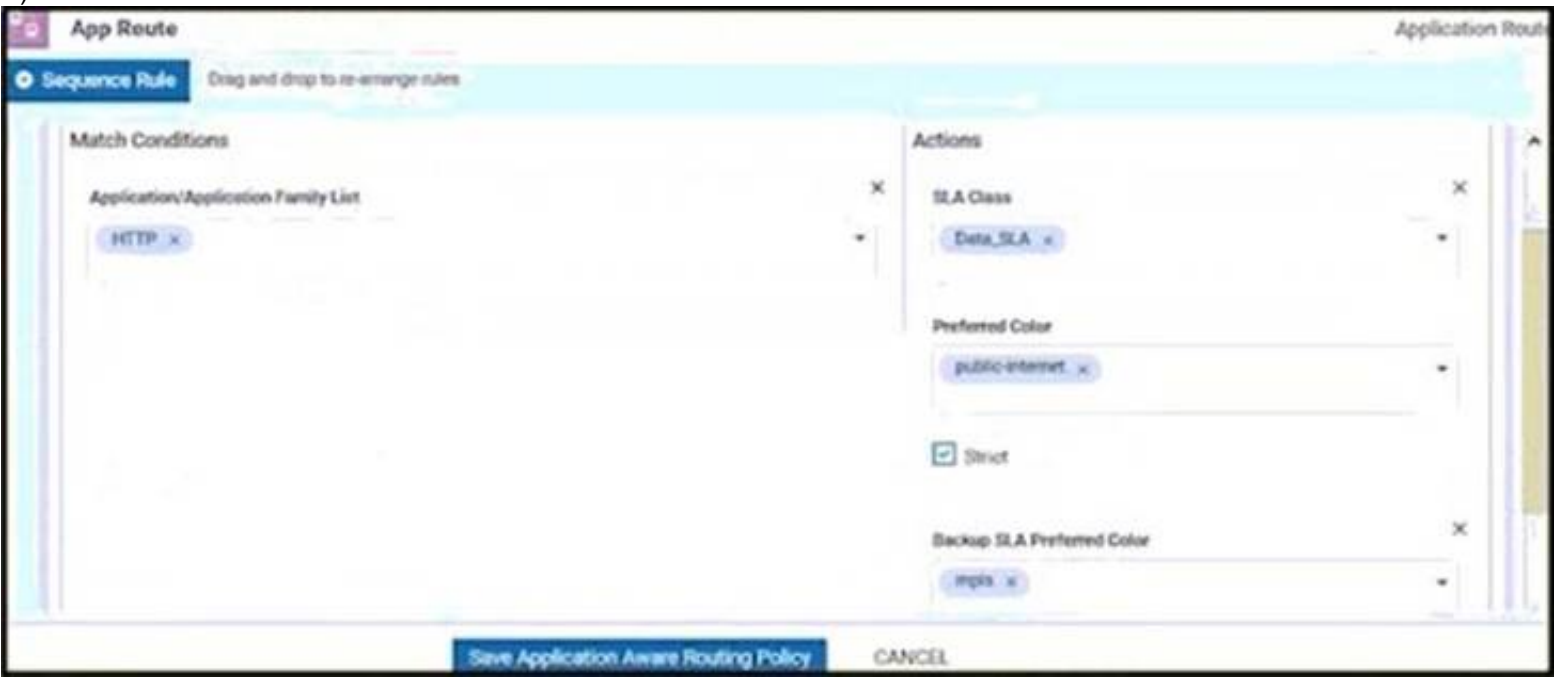 App Route
Application Route
Sequence Rule
Drag and drop to re-arrange rules
Match Conditions
Actions
Application/Application Family List
SLA Class
HTTP ×
Data_SLA ×
Preferred Color
public-internet ×
Strict
Backup SLA Preferred Color
mpls ×
Save Application Aware Routing Policy
CANCEL